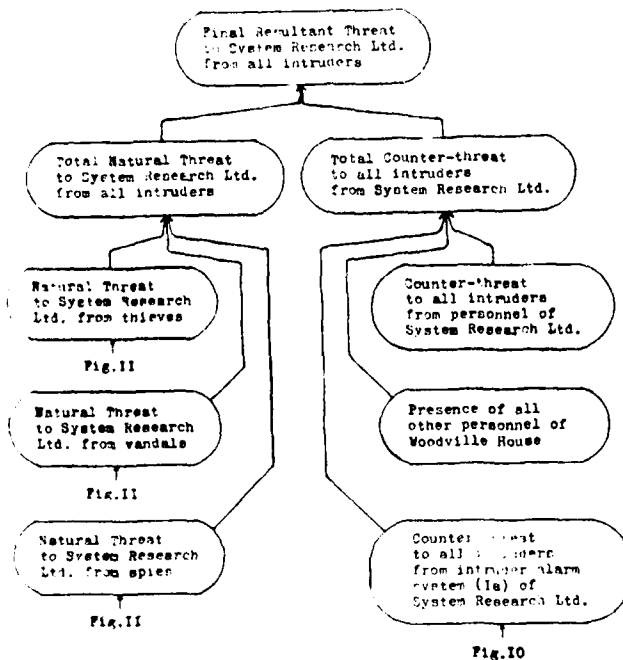 Final Resultant Threat
to System Research Ltd.
from all intruders
Total Natural Threat
to System Research Ltd.
from all intruders
Total Counter-threat
to all intruders
from System Research Ltd.
Natural Threat
to System Research
Ltd. from thieves
Fig.II
Natural Threat
to System Research
Ltd. from vandals
Fig.II
Natural Threat
to System Research
Ltd. from spies
Fig.II
Counter-threat
to all intruders
from personnel of
System Research Ltd.
Presence of all
other personnel of
Woodville House
Counter threat
to all intruders
from intruder alarm
system (Ia) of
System Research Ltd.
Fig.IO